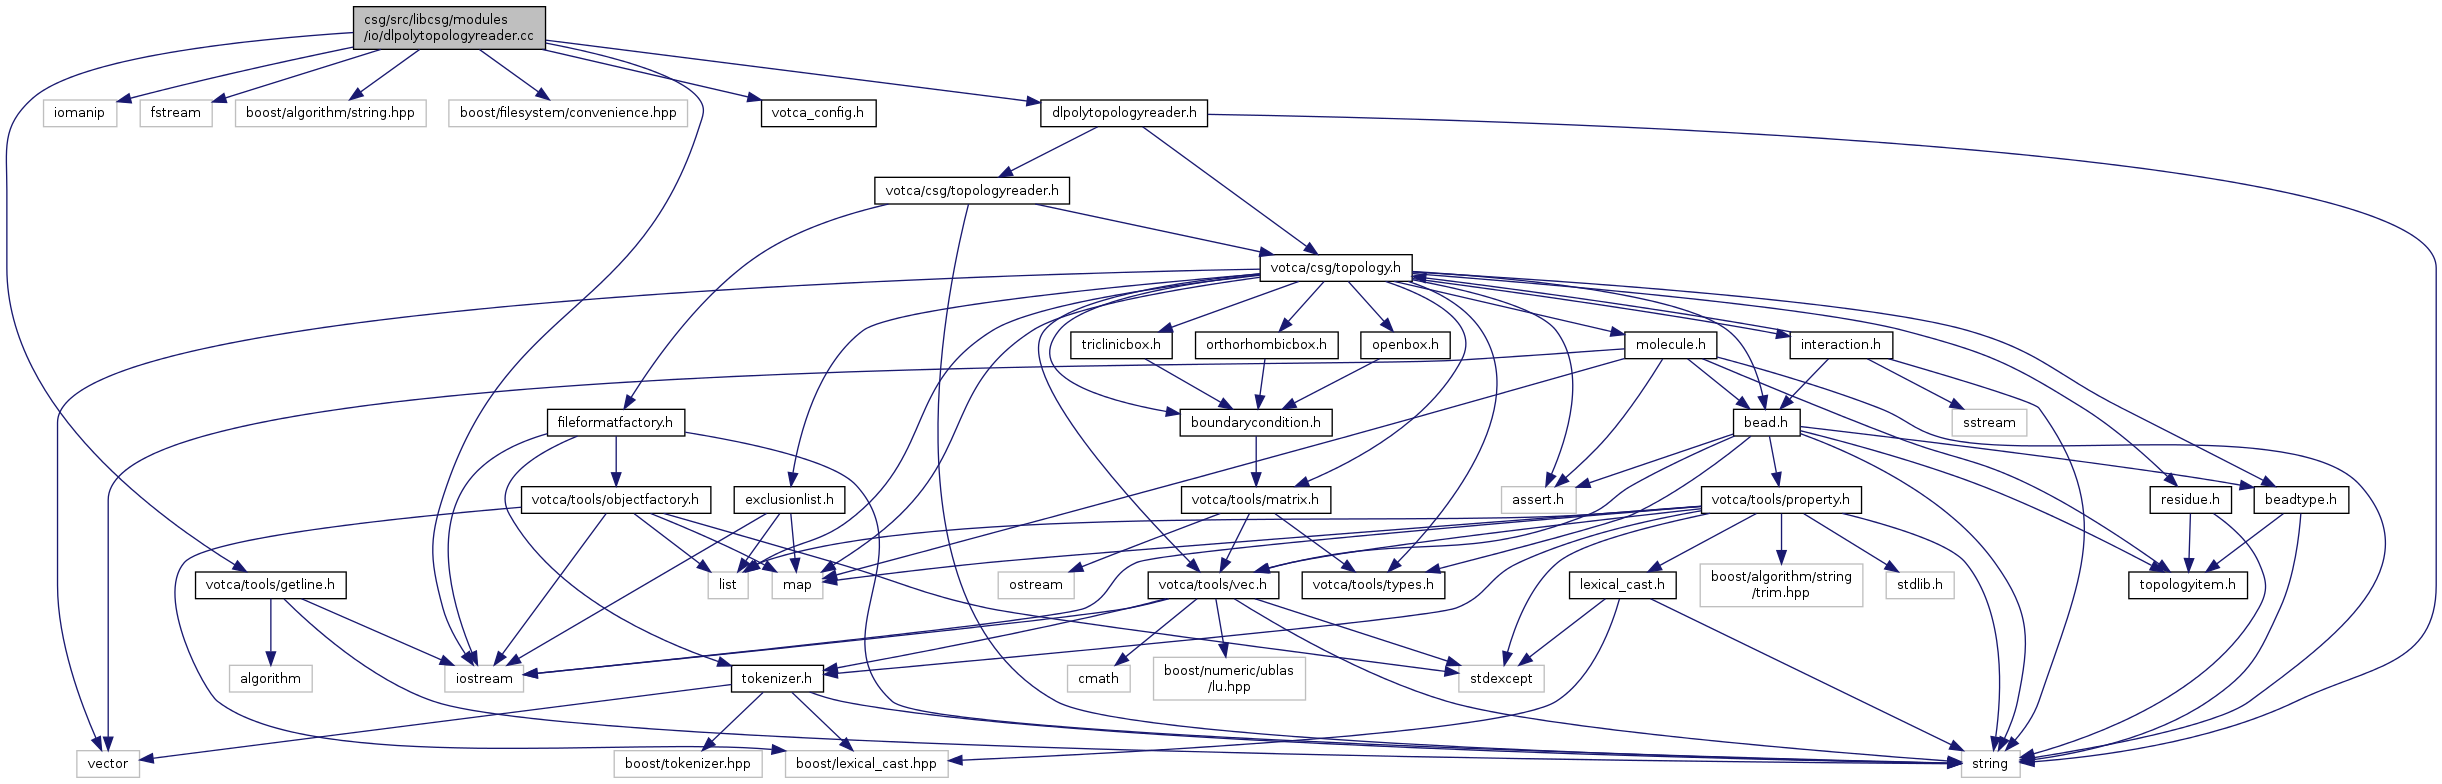 csg/src/libcsg/modules
/io/dlpolytopologyreader.cc
iomanip
fstream
boost/algorithm/string.hpp
boost/filesystem/convenience.hpp
votca_config.h
dlpolytopologyreader.h
votca/csg/topologyreader.h
votca/csg/topology.h
triclinicbox.h
orthorhombicbox.h
openbox.h
molecule.h
interaction.h
fileformatfactory.h
boundarycondition.h
bead.h
sstream
votca/tools/objectfactory.h
exclusionlist.h
votca/tools/matrix.h
assert.h
votca/tools/property.h
residue.h
beadtype.h
votca/tools/getline.h
list
map
ostream
votca/tools/vec.h
votca/tools/types.h
lexical_cast.h
boost/algorithm/string
/trim.hpp
stdlib.h
topologyitem.h
algorithm
iostream
tokenizer.h
cmath
boost/numeric/ublas
/lu.hpp
stdexcept
vector
boost/tokenizer.hpp
boost/lexical_cast.hpp
string